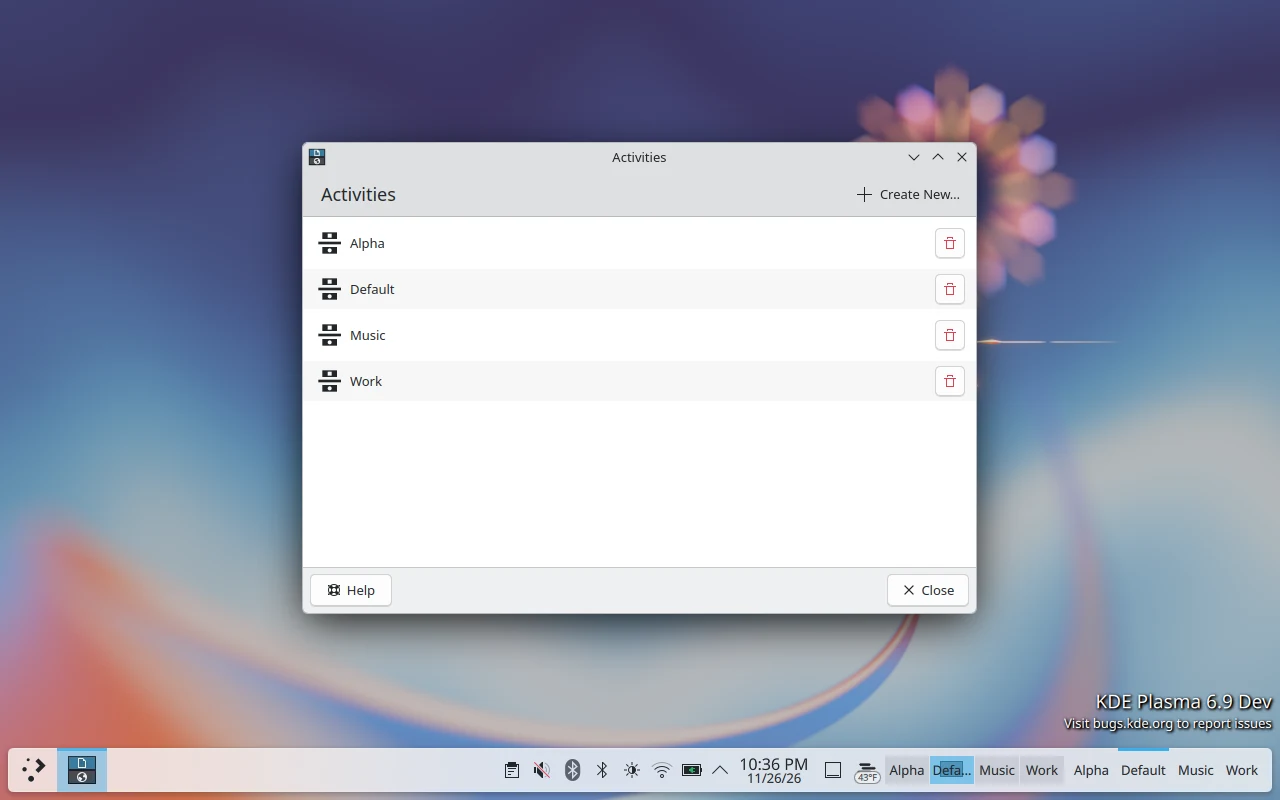 Activities
Activities
Create New...
Alpha
Default
Music
Work
Help
Close
KDE Plasma 6.9 Dev
Visit bugs.kde.org to report issues
10:36 PM
11/26/26
43°F
Alpha
Defa...
Music
Work
Alpha
Default
Music
Work